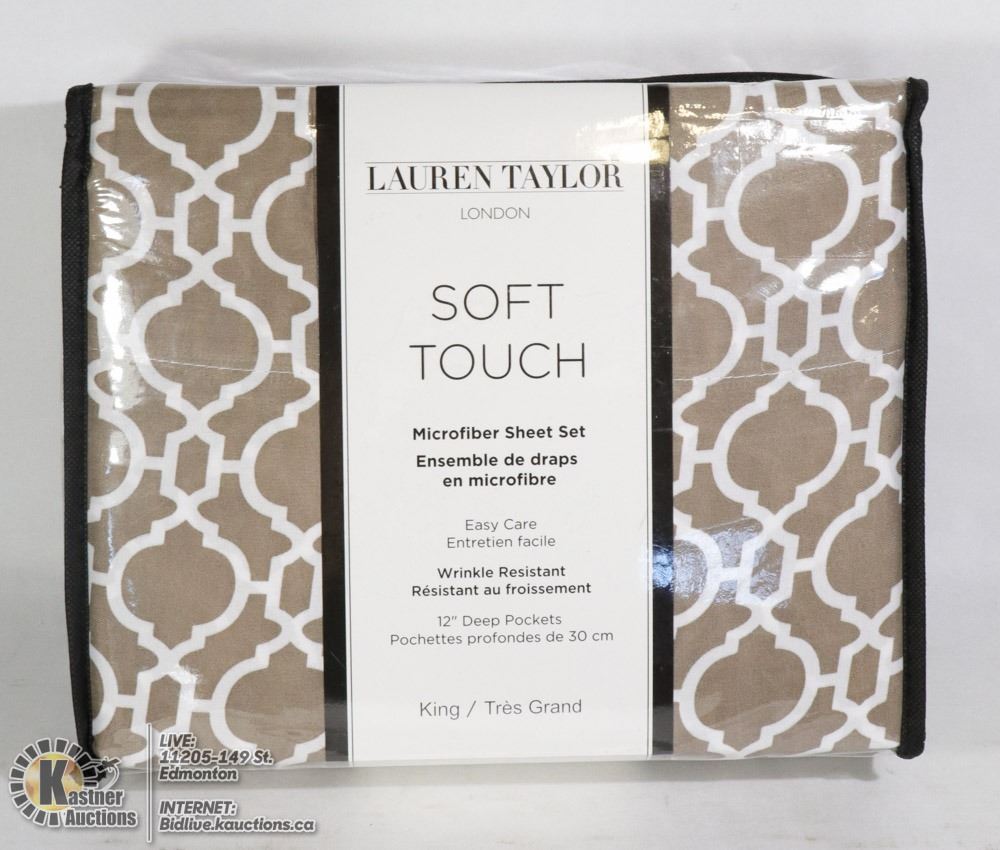 LAUREN TAYLOR
LONDON
SOFT
TOUCH
Microfiber Sheet Set
Ensemble de draps
en microfibre
Easy Care
Entretien facile
Wrinkle Resistant
Résistant au froissement
12" Deep Pockets
Pochettes profondes de 30 cm
King / Très Grand
Kastner
Auctions
LIVE:
11205-149 St.
Edmonton
INTERNET:
Bidlive.kauctions.ca